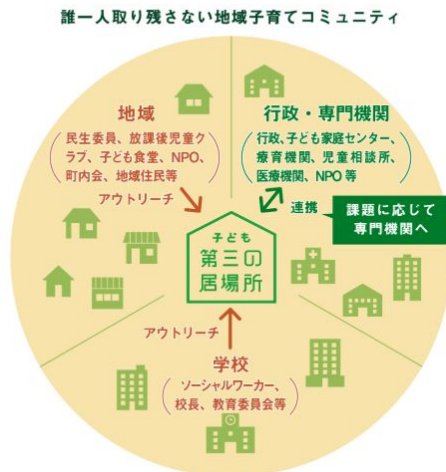 誰一人取り残さない地域子育てコミュニティ
地域
(民生委員、放課後児童ク
ラブ、子ども食堂、NPO、
町内会、地域住民等)
アウトリーチ
行政・専門機関
(行政、子ども家庭センター、
療育機関、児童相談所、
医療機関、NPO 等)
連携
課題に応じて
専門機関へ
子ども
第三の
居場所
アウトリーチ
学校
(ソーシャルワーカー、
校長、教育委員会等)